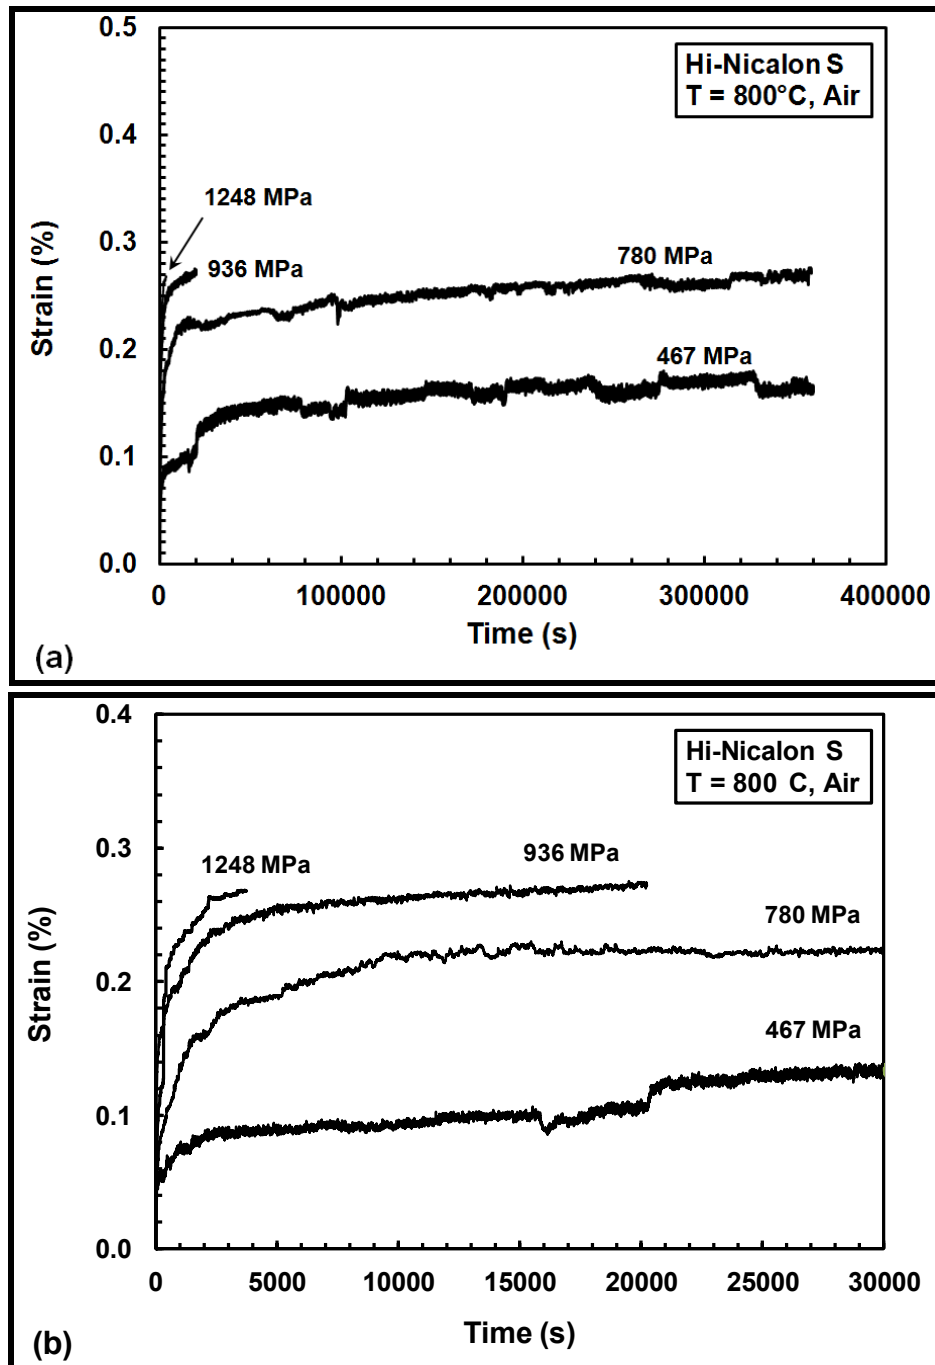 0.5
Hi-Nicalon S
T = 800°C, Air
0.4
1248 MPa
0.3
936 MPa
780 MPa
Strain (%)
0.2
467 MPa
0.1
0.0
0 100000 200000 300000 400000
Time (s)
(a)
0.4
Hi-Nicalon S
T = 800 C, Air
0.3
1248 MPa
936 MPa
780 MPa
Strain (%)
0.2
467 MPa
0.1
0.0
0 5000 10000 15000 20000 25000 30000
Time (s)
(b)